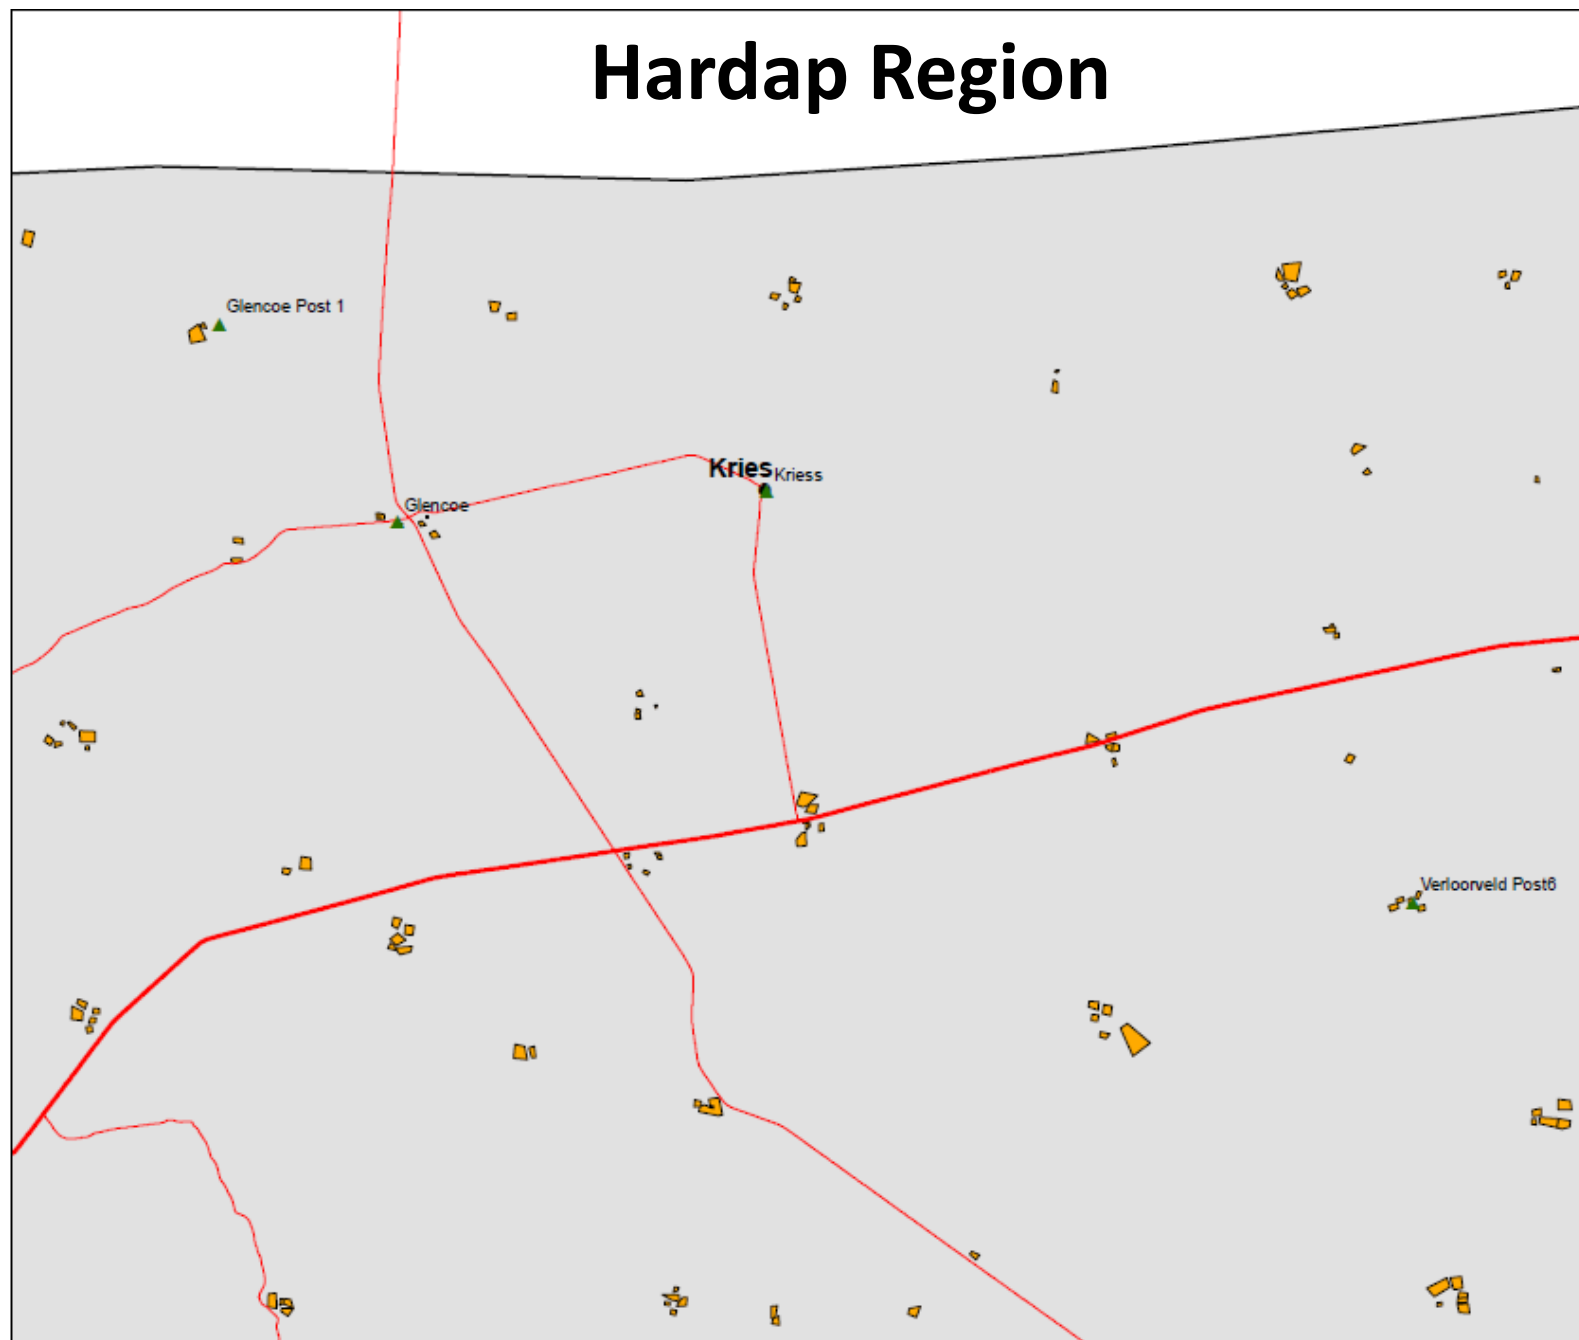 Hardap Region
Glencoe Post 1
Kries
Kriess
Glencoe
Verloorveld Post6